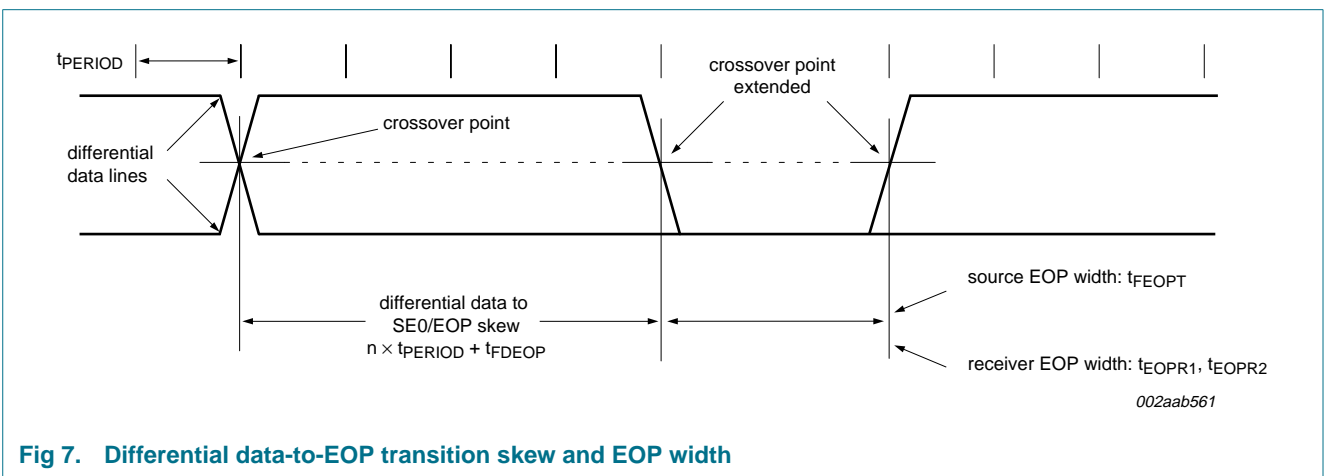 tPERIOD
crossover point
extended
crossover point
differential
data lines
differential data to
SE0/EOP skew
n × tPERIOD + tFDEOP
source EOP width: tFEOPT
receiver EOP width: tEOPR1, tEOPR2
002aab561
Fig 7. Differential data-to-EOP transition skew and EOP width